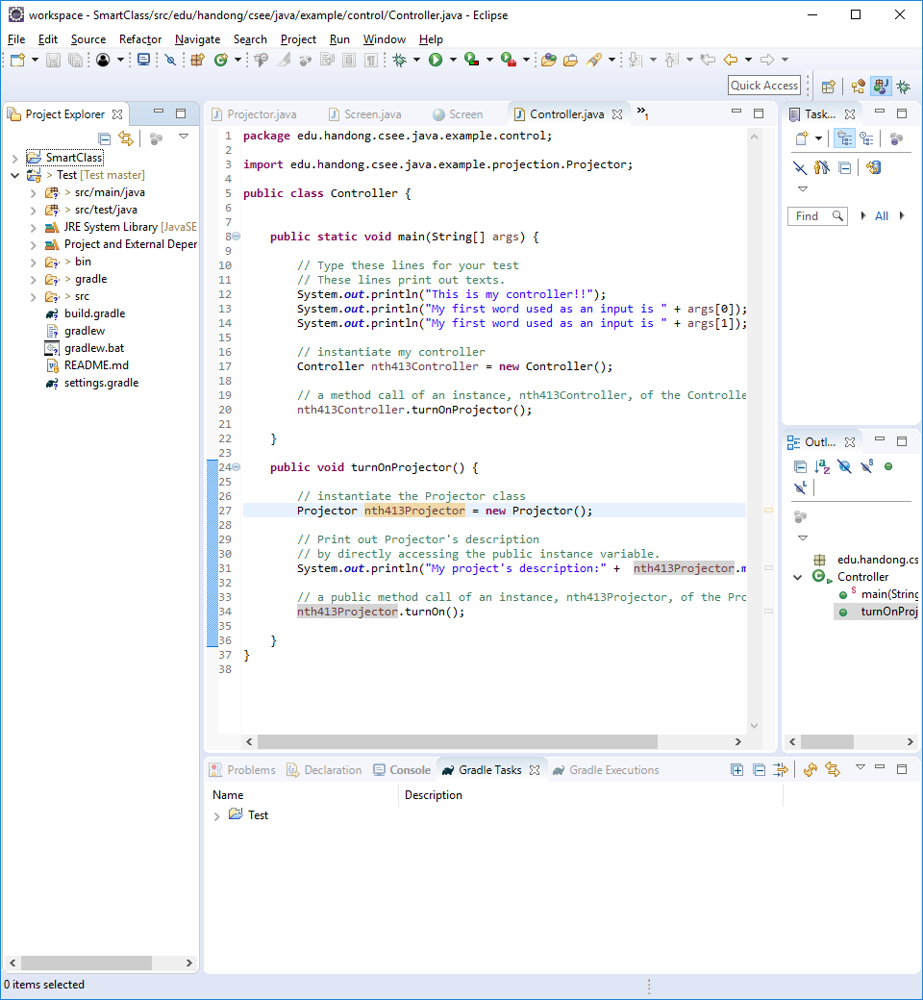 workspace - SmartClass/src/edu/handong/csee/java/example/control/Controller.java - Eclipse
File Edit Source Refactor Navigate Search Project Run Window Help
Quick Access
Project Explorer
SmartClass
> Test [Test master]
> src/main/java
> src/test/java
JRE System Library [JavaSE
Project and External Deper
> bin
> gradle
> src
build.gradle
gradlew
gradlew.bat
README.md
settings.gradle
Projector.java Screen.java Screen Controller.java »1
1 package edu.handong.csee.java.example.control;
2
3 import edu.handong.csee.java.example.projection.Projector;
4
5 public class Controller {
6
7
8 public static void main(String[] args) {
9
10 // Type these lines for your test
11 // These lines print out texts.
12 System.out.println("This is my controller!!");
13 System.out.println("My first word used as an input is " + args[0]);
14 System.out.println("My first word used as an input is " + args[1]);
15
16 // instantiate my controller
17 Controller nth413Controller = new Controller();
18
19 // a method call of an instance, nth413Controller, of the Controlle
20 nth413Controller.turnOnProjector();
21
22 }
23
24 public void turnOnProjector() {
25
26 // instantiate the Projector class
27 Projector nth413Projector = new Projector();
28
29 // Print out Projector's description
30 // by directly accessing the public instance variable.
31 System.out.println("My project's description:" + nth413Projector.m
32
33 // a public method call of an instance, nth413Projector, of the Pro
34 nth413Projector.turnOn();
35
36 }
37 }
38
Task...
Find All
Outl...
edu.handong.cs
Controller
main(String
turnOnProj
Problems Declaration Console Gradle Tasks Gradle Executions
Name Description
Test
0 items selected